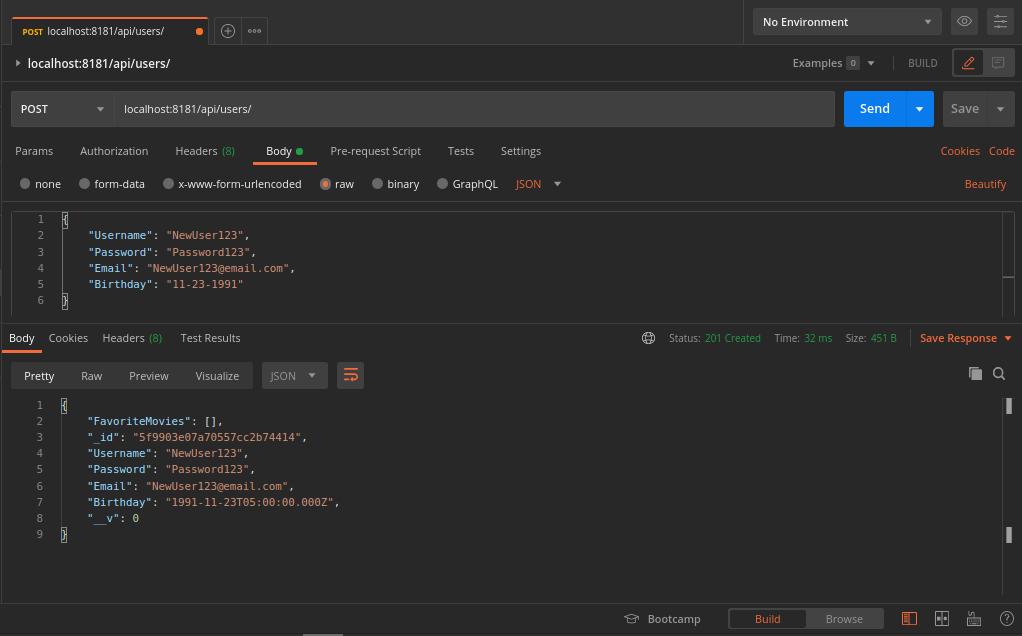 POST localhost:8181/api/users/
No Environment
localhost:8181/api/users/
Examples 0
BUILD
POST localhost:8181/api/users/
Send
Save
Params Authorization Headers (8) Body Pre-request Script Tests Settings Cookies Code
none form-data x-www-form-urlencoded raw binary GraphQL JSON Beautify
1 {
2 "Username": "NewUser123",
3 "Password": "Password123",
4 "Email": "NewUser123@email.com",
5 "Birthday": "11-23-1991"
6 }
Body Cookies Headers (8) Test Results Status: 201 Created Time: 32 ms Size: 451 B Save Response
Pretty Raw Preview Visualize JSON
1 {
2 "FavoriteMovies": [],
3 "_id": "5f9903e07a70557cc2b74414",
4 "Username": "NewUser123",
5 "Password": "Password123",
6 "Email": "NewUser123@email.com",
7 "Birthday": "1991-11-23T05:00:00.000Z",
8 "__v": 0
9 }
Bootcamp Build Browse